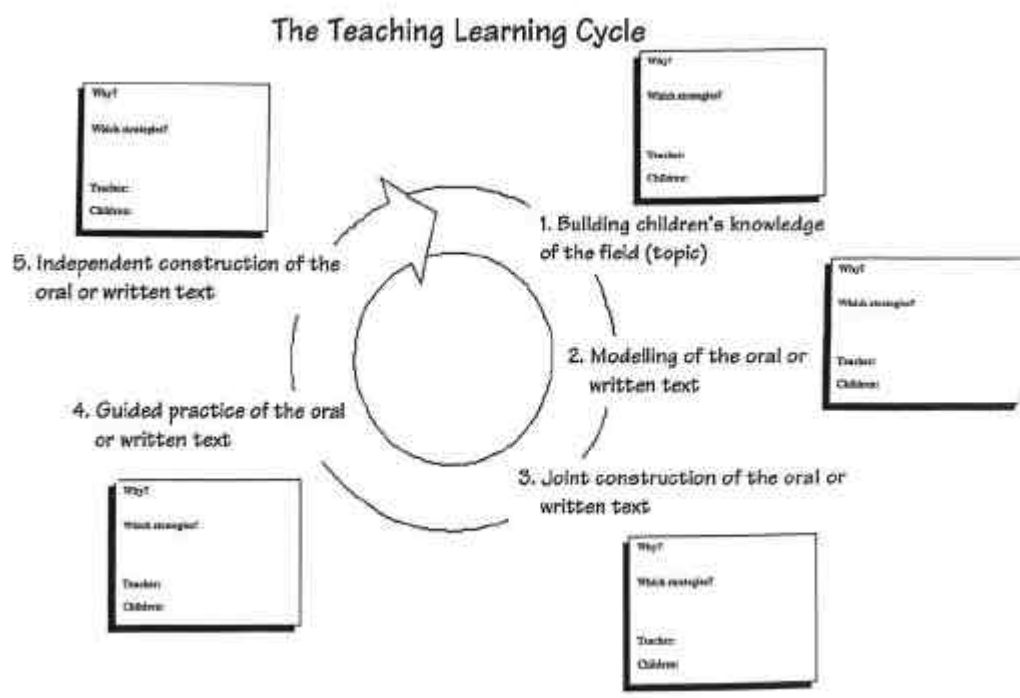 The Teaching Learning Cycle
Why?
Which strategies?
Teacher:
Children:
1. Building children's knowledge
of the field (topic)
Why?
Which strategies?
Teacher:
Children:
2. Modelling of the oral or
written text
3. Joint construction of the oral or
written text
Why?
Which strategies?
Teacher:
Children:
4. Guided practice of the oral
or written text
Why?
Which strategies?
Teacher:
Children:
5. Independent construction of the
oral or written text
Why?
Which strategies?
Teacher:
Children: